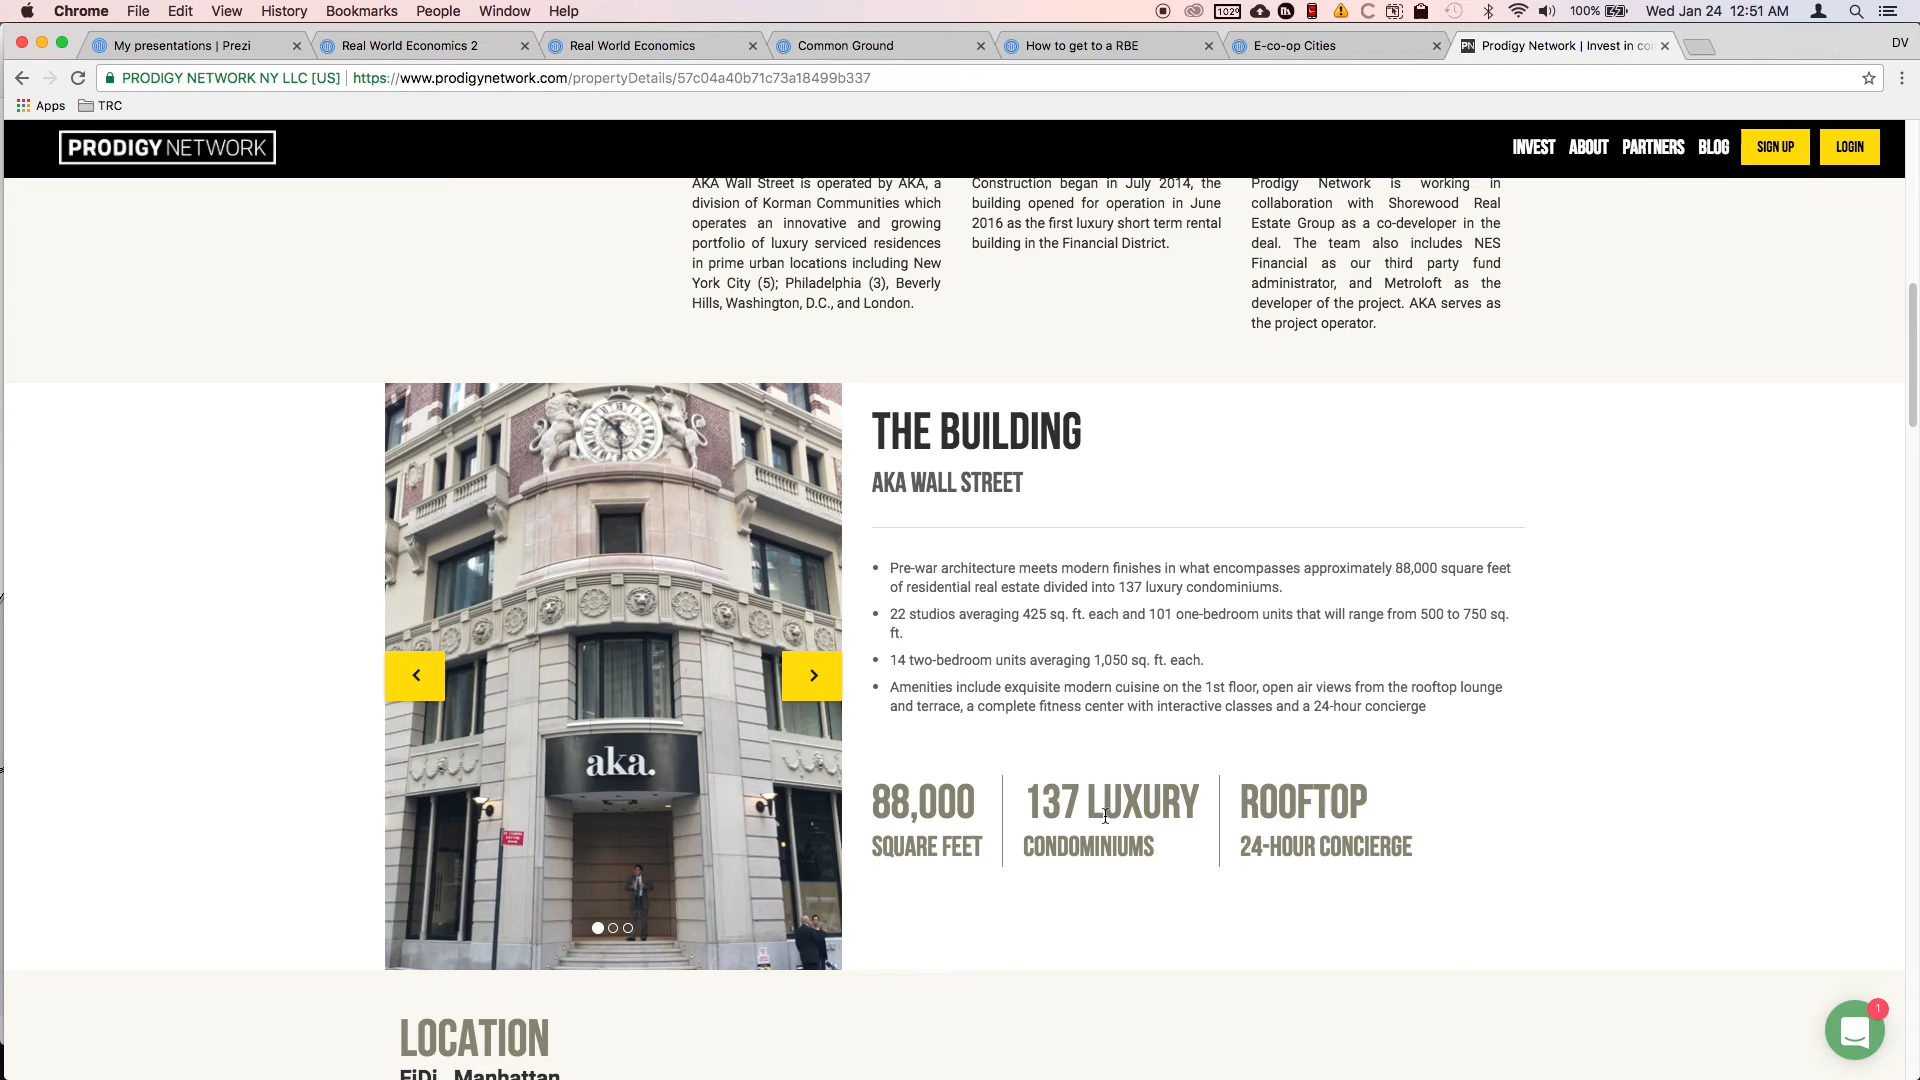 Chrome File Edit View History Bookmarks People Window Help
1029 100% Wed Jan 24 12:51 AM
My presentations | Prezi
Real World Economics 2
Real World Economics
Common Ground
How to get to a RBE
E-co-op Cities
Prodigy Network | Invest in co
DV
PRODIGY NETWORK NY LLC [US] | https://www.prodigynetwork.com/propertyDetails/57c04a40b71c73a18499b337
Apps TRC
PRODIGY NETWORK
INVEST ABOUT PARTNERS BLOG SIGN UP LOGIN
AKA Wall Street is operated by AKA, a
division of Korman Communities which
operates an innovative and growing
portfolio of luxury serviced residences
in prime urban locations including New
York City (5); Philadelphia (3), Beverly
Hills, Washington, D.C., and London.
Construction began in July 2014, the
building opened for operation in June
2016 as the first luxury short term rental
building in the Financial District.
Prodigy Network is working in
collaboration with Shorewood Real
Estate Group as a co-developer in the
deal. The team also includes NES
Financial as our third party fund
administrator, and Metroloft as the
developer of the project. AKA serves as
the project operator.
aka.
THE BUILDING
AKA WALL STREET
• Pre-war architecture meets modern finishes in what encompasses approximately 88,000 square feet
of residential real estate divided into 137 luxury condominiums.
• 22 studios averaging 425 sq. ft. each and 101 one-bedroom units that will range from 500 to 750 sq.
ft.
• 14 two-bedroom units averaging 1,050 sq. ft. each.
• Amenities include exquisite modern cuisine on the 1st floor, open air views from the rooftop lounge
and terrace, a complete fitness center with interactive classes and a 24-hour concierge
88,000
SQUARE FEET
137 LUXURY
CONDOMINIUMS
ROOFTOP
24-HOUR CONCIERGE
LOCATION
FiDi, Manhattan
1